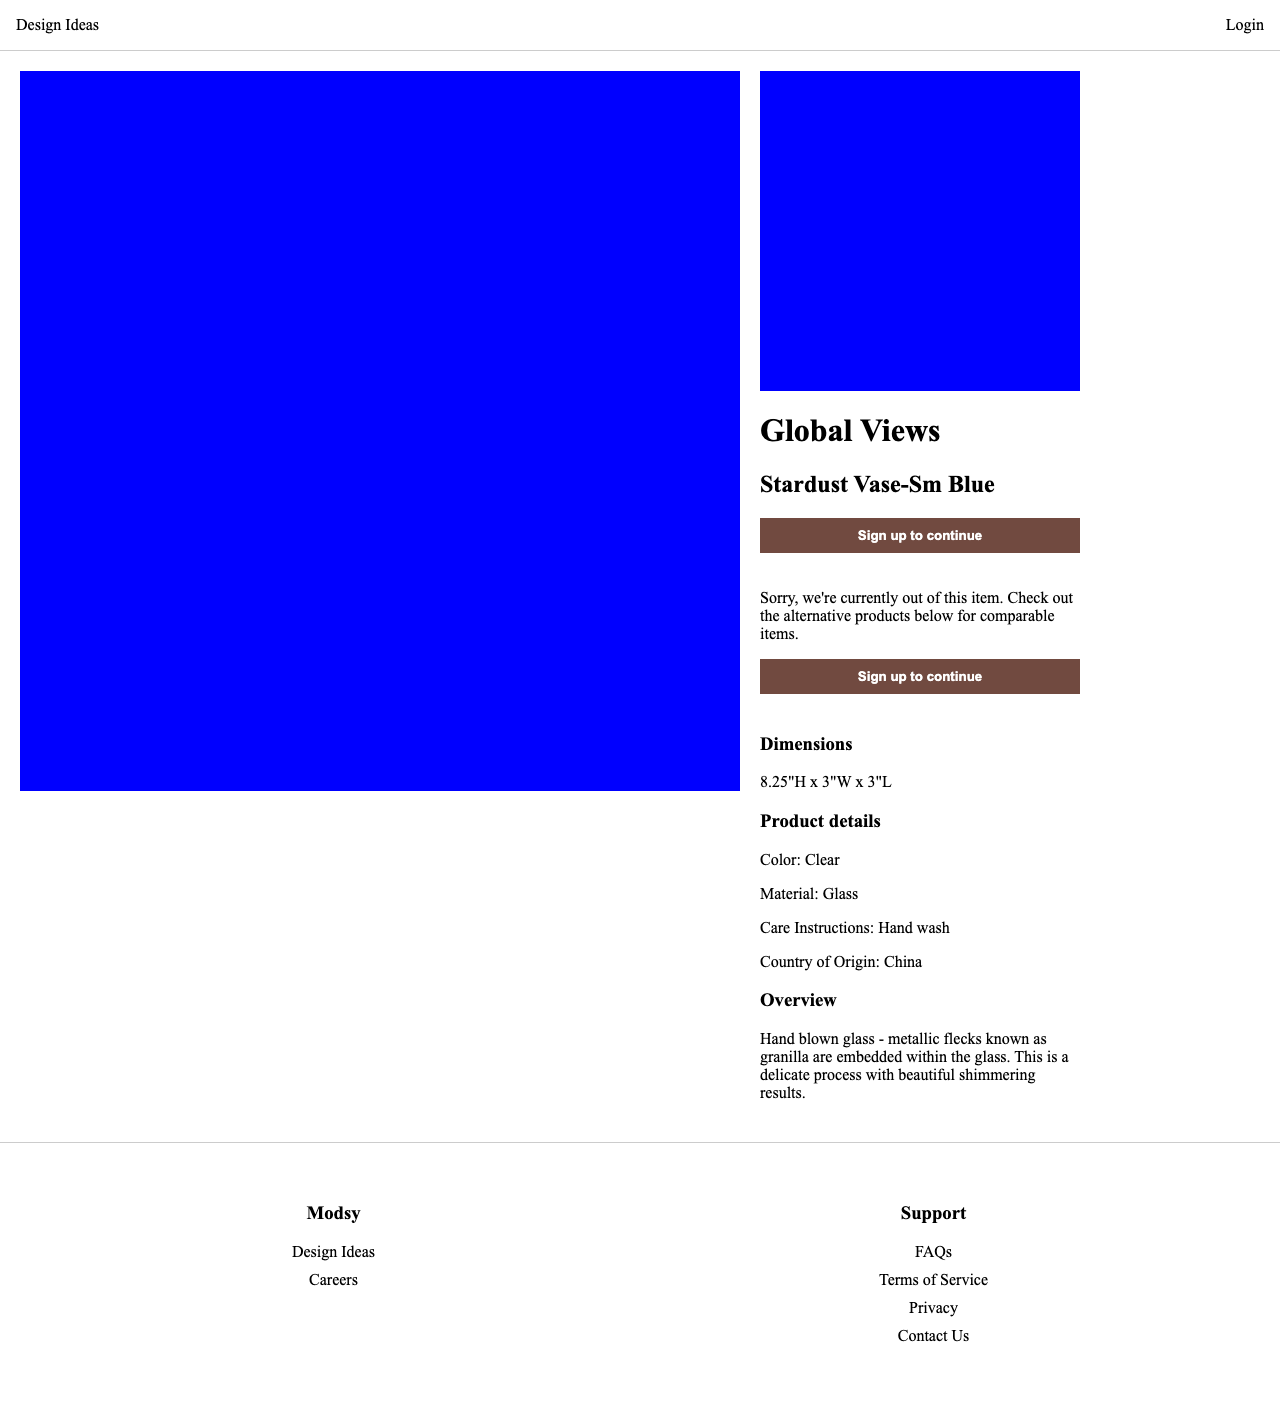 Design Ideas
Login
Global Views
Stardust Vase-Sm Blue
Sign up to continue
Sorry, we're currently out of this item. Check out
the alternative products below for comparable
items.
Sign up to continue
Dimensions
8.25"H x 3"W x 3"L
Product details
Color: Clear
Material: Glass
Care Instructions: Hand wash
Country of Origin: China
Overview
Hand blown glass - metallic flecks known as
granilla are embedded within the glass. This is a
delicate process with beautiful shimmering
results.
Modsy
Design Ideas
Careers
Support
FAQs
Terms of Service
Privacy
Contact Us